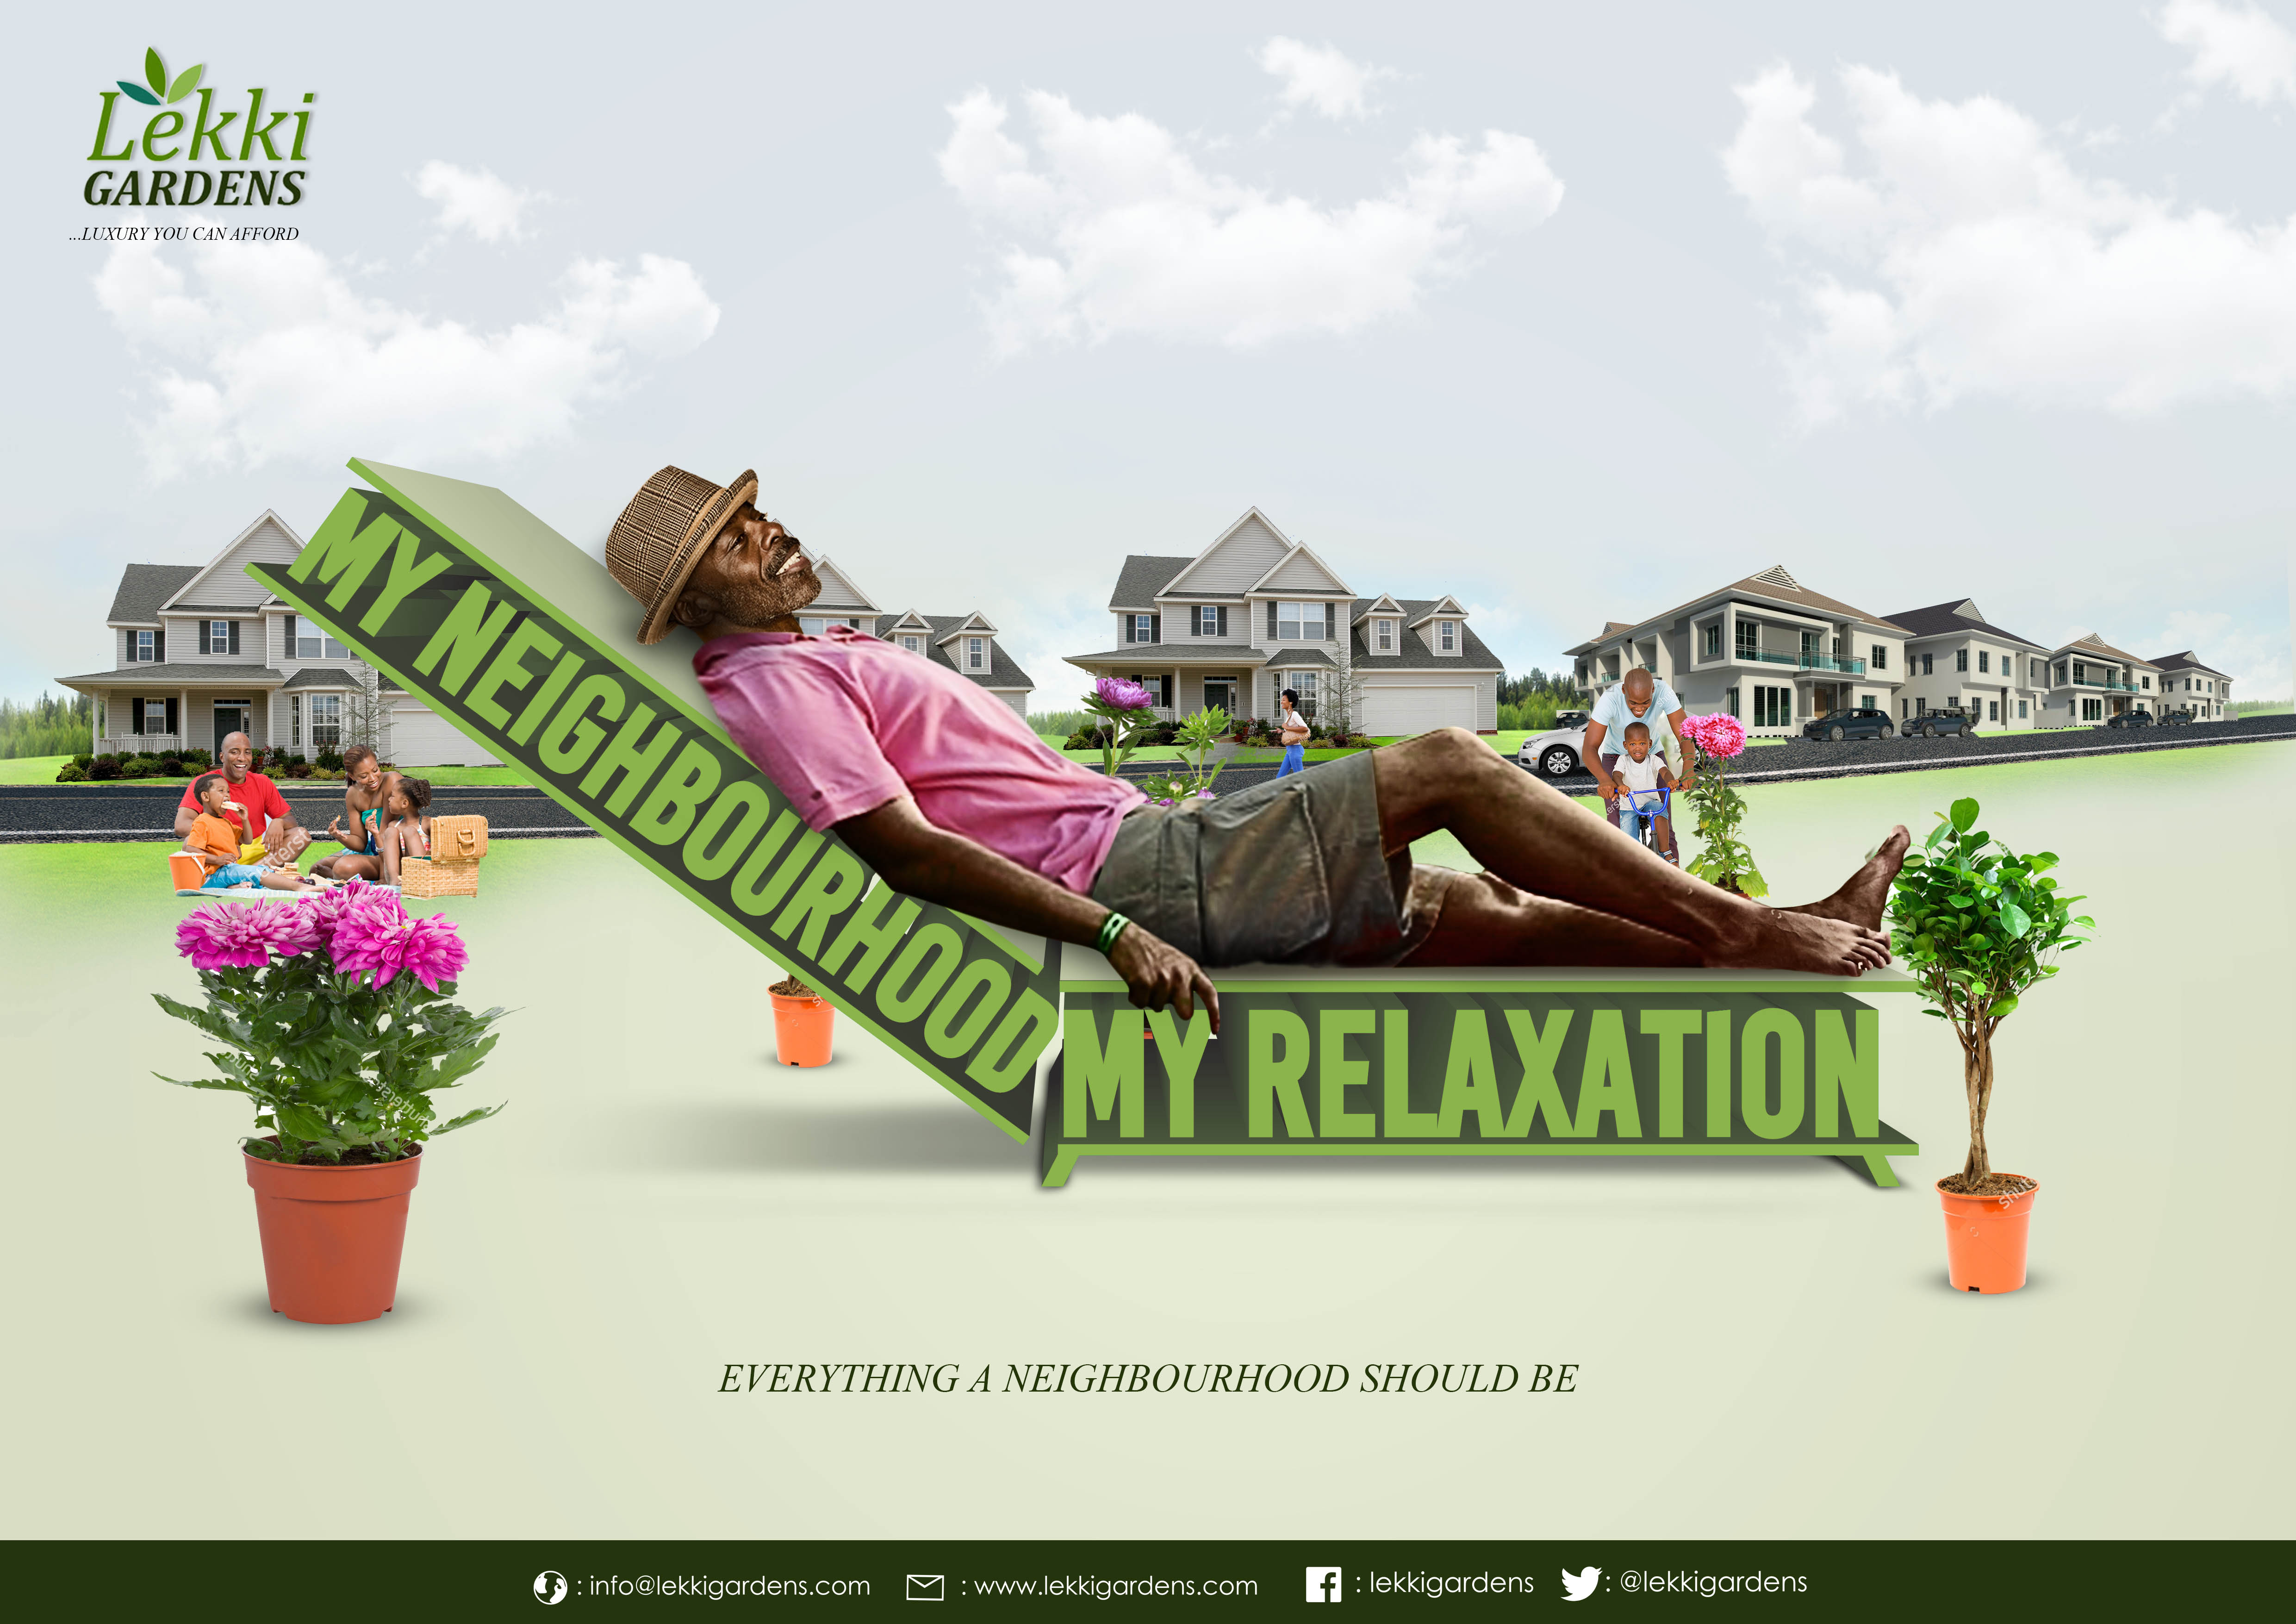 Lekki
GARDENS
...LUXURY YOU CAN AFFORD
MY NEIGHBOURHOOD
MY RELAXATION
EVERYTHING A NEIGHBOURHOOD SHOULD BE
: info@lekkigardens.com : www.lekkigardens.com : lekkigardens : @lekkigardens